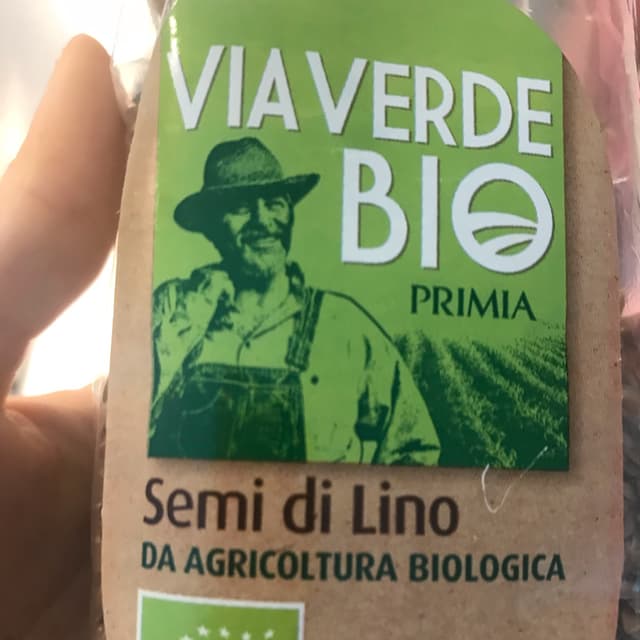 VIA VERDE
BIO
PRIMIA
Semi di Lino
DA AGRICOLTURA BIOLOGICA